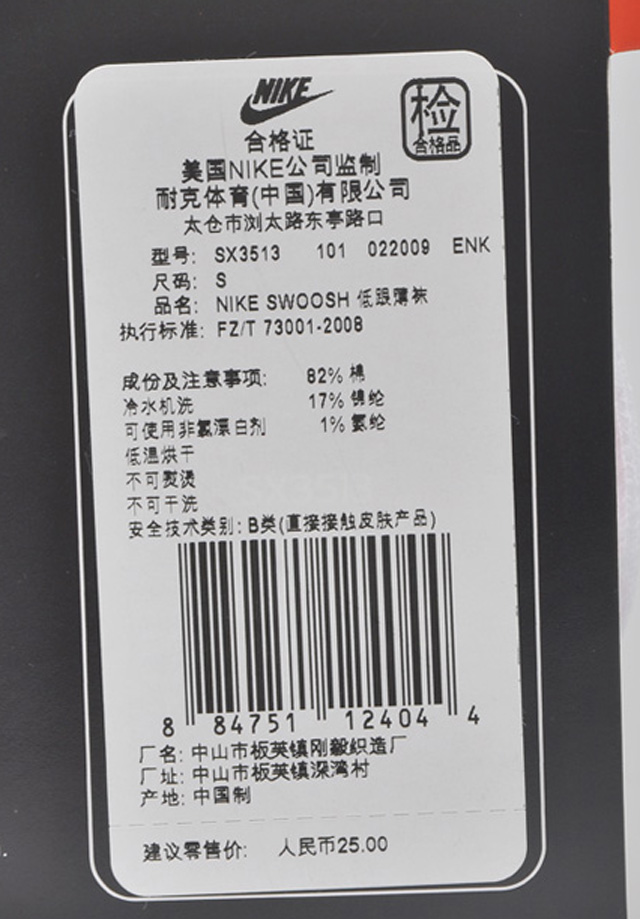 NIKE
检
合格品
合格证
美国NIKE公司监制
耐克体育(中国)有限公司
太仓市浏太路东亭路口
型号: SX3513 101 022009 ENK
尺码: S
品名: NIKE SWOOSH 低跟薄袜
执行标准: FZ/T 73001-2008
成份及注意事项: 82% 棉
冷水机洗 17% 锦纶
可使用非氯漂白剂 1% 氨纶
低温烘干
不可熨烫
不可干洗
安全技术类别: B类(直接接触皮肤产品)
8 84751 12404 4
厂名: 中山市板芙镇刚毅织造厂
厂址: 中山市板芙镇深湾村
产地: 中国制
建议零售价: 人民币25.00